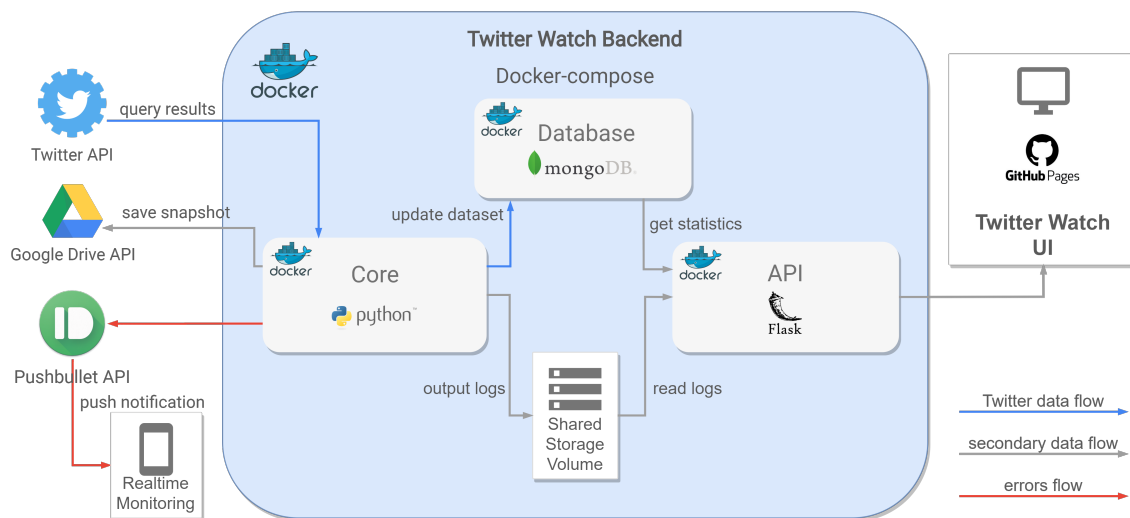 Twitter Watch Backend
Docker-compose
docker
query results
Twitter API
docker
Database
mongoDB
GitHub Pages
save snapshot
Google Drive API
update dataset
get statistics
Twitter Watch
UI
docker
Core
python
docker
API
Flask
Pushbullet API
push notification
Realtime
Monitoring
output logs
read logs
Shared
Storage
Volume
Twitter data flow
secondary data flow
errors flow